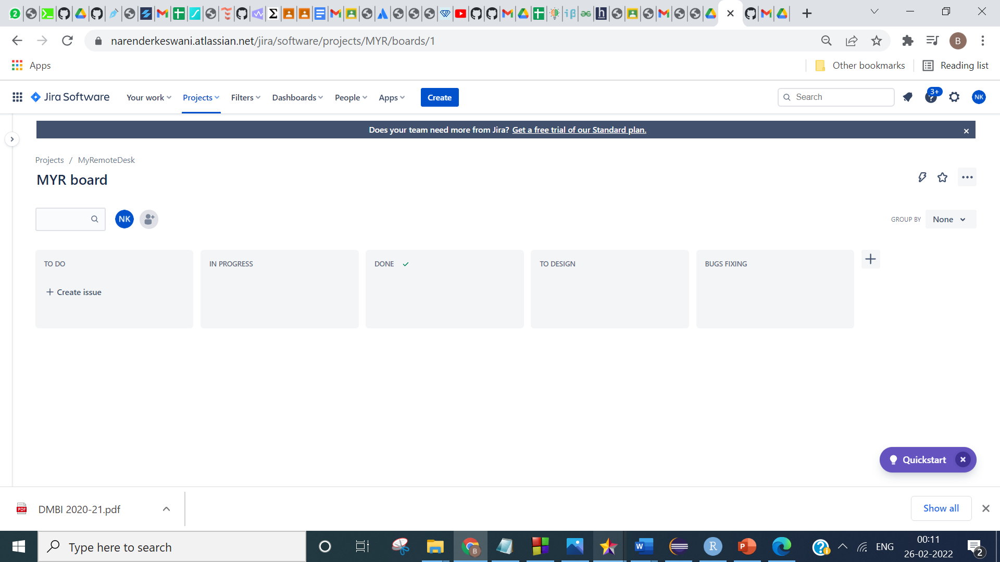 2
narenderkeswani.atlassian.net/jira/software/projects/MYR/boards/1
B
Apps
Other bookmarks
Reading list
Jira Software
Your work
Projects
Filters
Dashboards
People
Apps
Create
Search
3+
?
NK
Does your team need more from Jira? Get a free trial of our Standard plan.
×
Projects / MyRemoteDesk
MYR board
NK
GROUP BY
None
TO DO
IN PROGRESS
DONE
TO DESIGN
BUGS FIXING
+ Create issue
Quickstart
PDF
DMBI 2020-21.pdf
Show all
Type here to search
B
W
R
P
?
ENG
00:11
26-02-2022
2